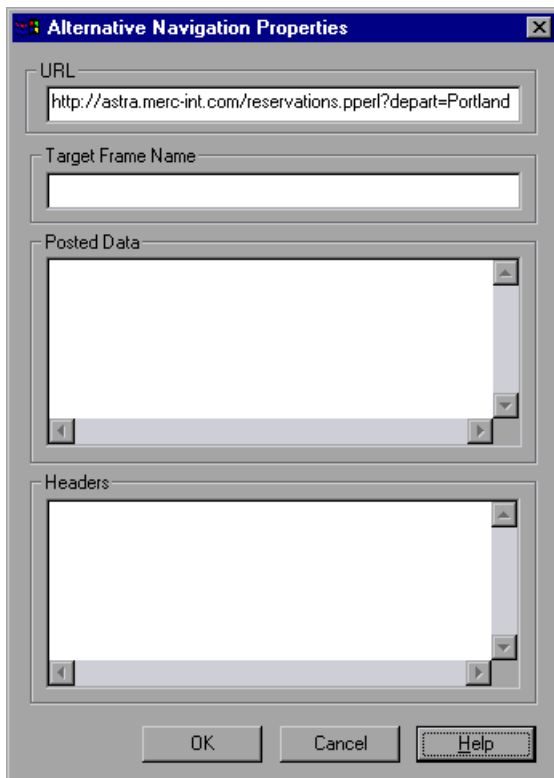 Alternative Navigation Properties
URL
http://astra.merc-int.com/reservations.pperl?depart=Portland
Target Frame Name
Posted Data
Headers
OK Cancel Help